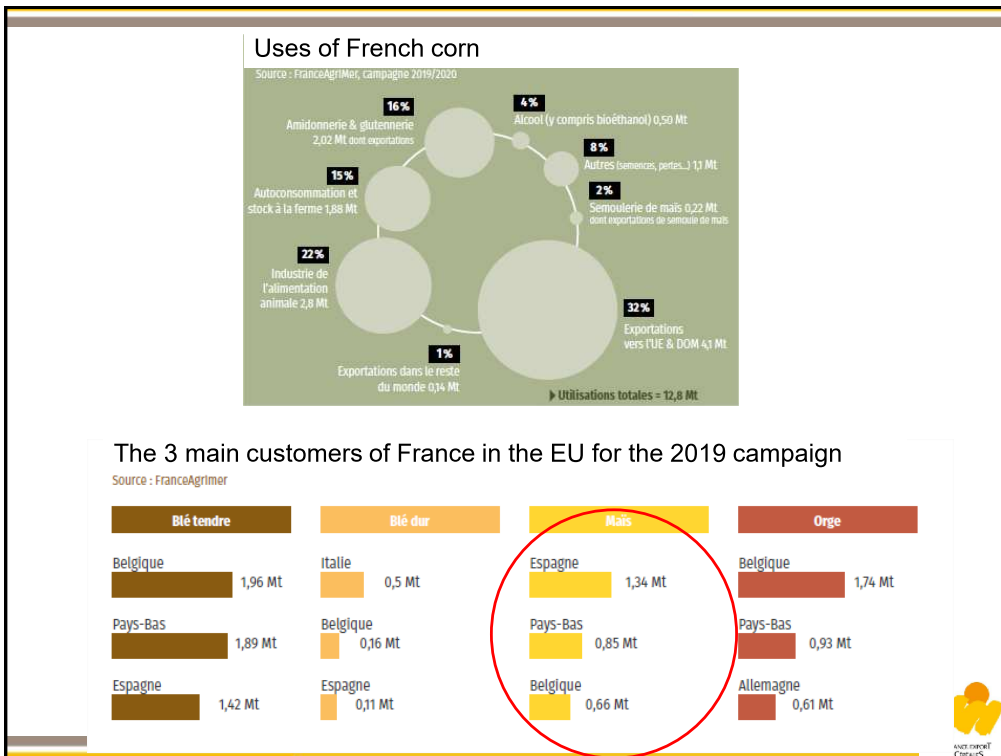 Uses of French corn
Source : FranceAgriMer, campagne 2019/2020
16%
Amidonnerie & glutennerie
2,02 Mt dont exportations
4%
Alcool (y compris bioéthanol) 0,50 Mt
8%
Autres (semences, pertes...) 1,1 Mt
15%
Autoconsommation et
stock à la ferme 1,88 Mt
2%
Semoulerie de maïs 0,22 Mt
dont exportations de semoule de maïs
22%
Industrie de
l'alimentation
animale 2,8 Mt
32%
Exportations
vers l'UE & DOM 4,1 Mt
1%
Exportations dans le reste
du monde 0,14 Mt
Utilisations totales = 12,8 Mt
The 3 main customers of France in the EU for the 2019 campaign
Source : FranceAgrimer
Blé tendre
Belgique
1,96 Mt
Pays-Bas
1,89 Mt
Espagne
1,42 Mt
Blé dur
Italie
0,5 Mt
Belgique
0,16 Mt
Espagne
0,11 Mt
Maïs
Espagne
1,34 Mt
Pays-Bas
0,85 Mt
Belgique
0,66 Mt
Orge
Belgique
1,74 Mt
Pays-Bas
0,93 Mt
Allemagne
0,61 Mt
EXPORT
CÉRÉALES